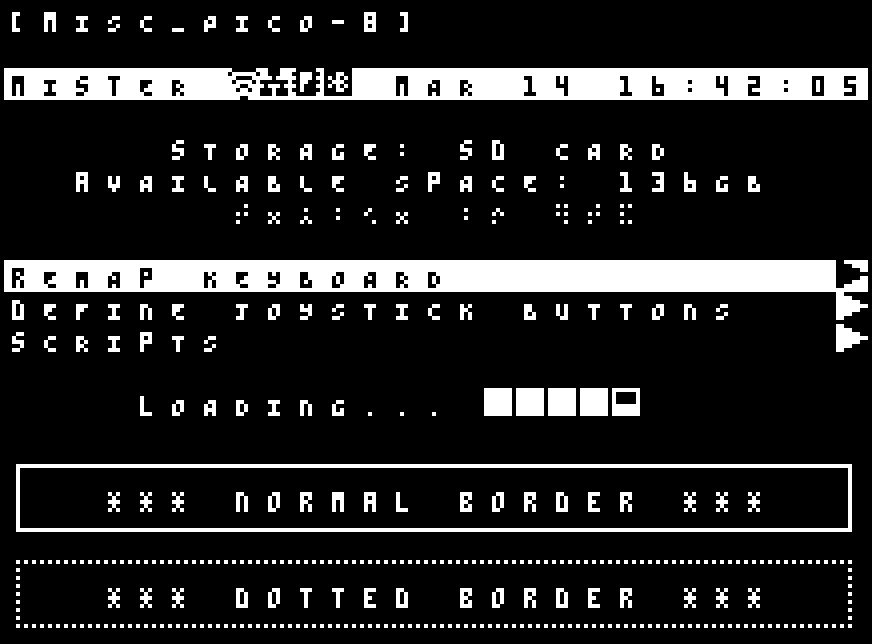 [Misc_pico-8]
MiSTer Mar 14 16:42:05
Storage: SD card
Available space: 136gb
Remap keyboard
Define joystick buttons
Scripts
Loading...
*** NORMAL BORDER ***
*** DOTTED BORDER ***